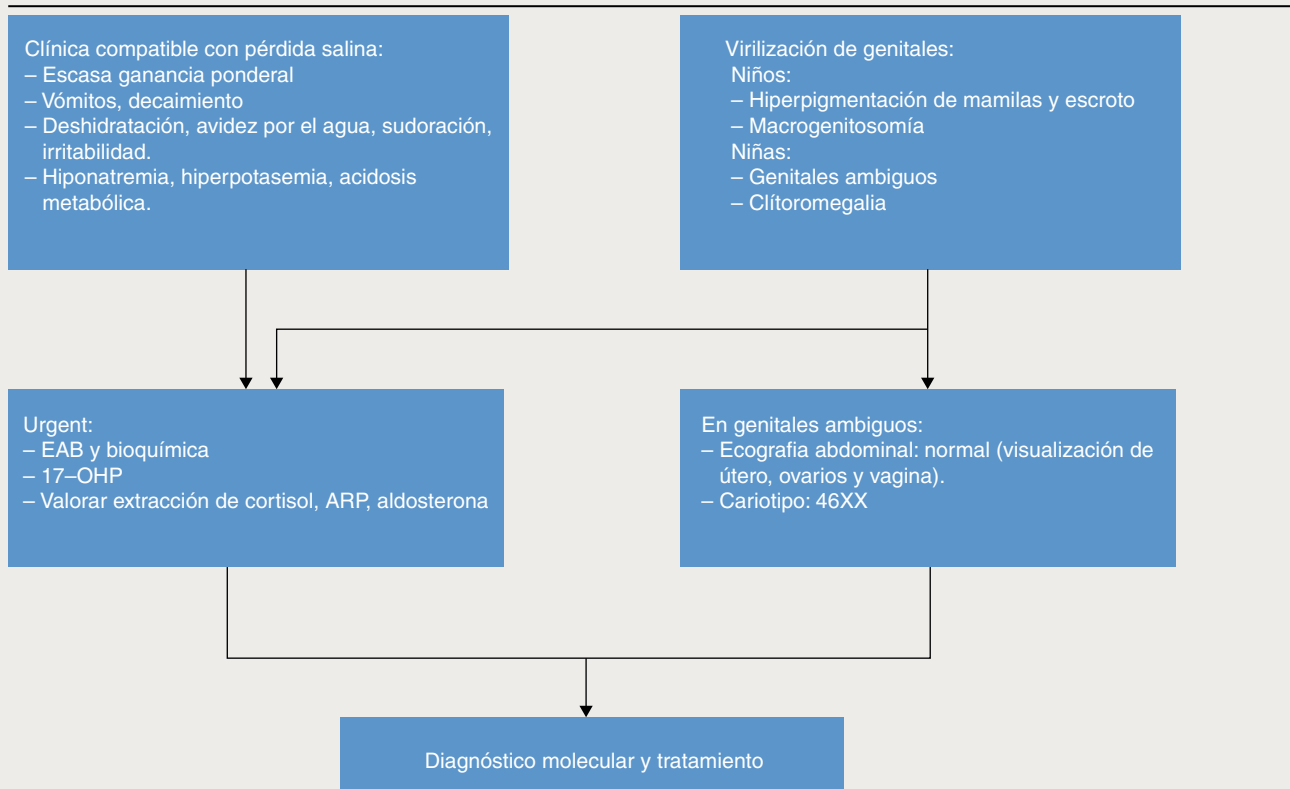 Clínica compatible con pérdida salina:
– Escasa ganancia ponderal
– Vómitos, decaimiento
– Deshidratación, avidez por el agua, sudoración,
irritabilidad.
– Hiponatremia, hiperpotasemia, acidosis
metabólica.
Virilización de genitales:
Niños:
– Hiperpigmentación de mamilas y escroto
– Macrogenitosomía
Niñas:
– Genitales ambiguos
– Clítoromegalia
Urgent:
– EAB y bioquímica
– 17–OHP
– Valorar extracción de cortisol, ARP, aldosterona
En genitales ambiguos:
– Ecografia abdominal: normal (visualización de
útero, ovarios y vagina).
– Cariotipo: 46XX
Diagnóstico molecular y tratamiento